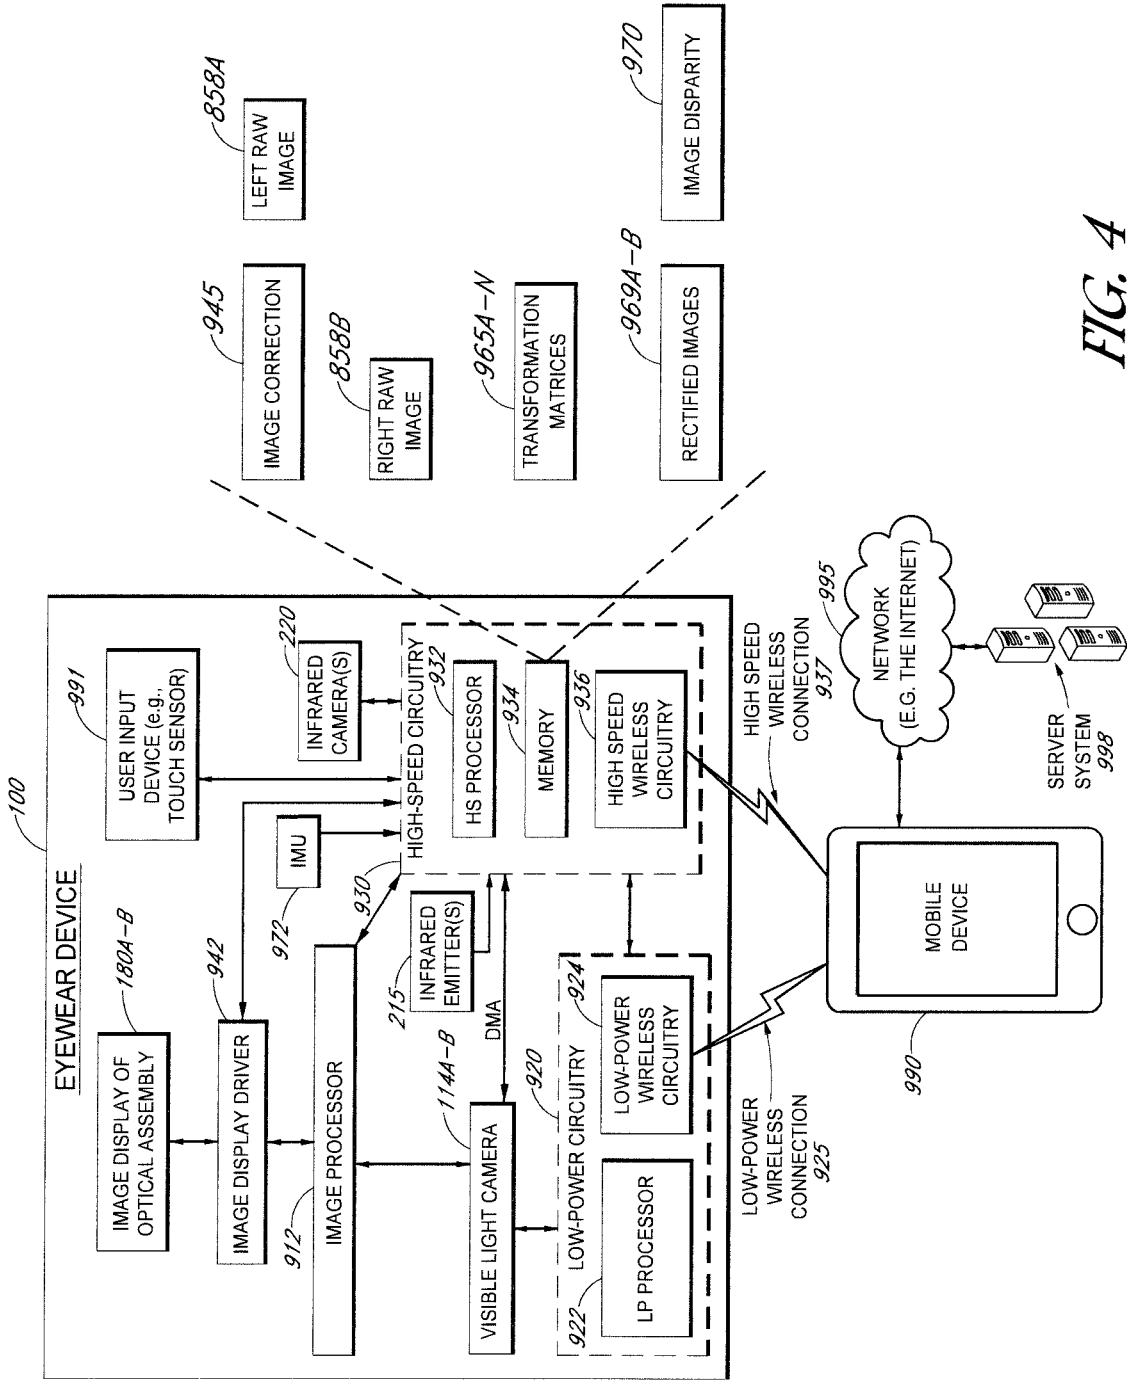 100
EYEWEAR DEVICE
180A-B
IMAGE DISPLAY OF
OPTICAL ASSEMBLY
942
IMAGE DISPLAY DRIVER
912
IMAGE PROCESSOR
114A-B
VISIBLE LIGHT CAMERA
991
USER INPUT
DEVICE (e.g.,
TOUCH SENSOR)
972
IMU
220
INFRARED
CAMERA(S)
215
INFRARED
EMITTER(S)
DMA
930
HIGH-SPEED CIRCUITRY
932
HS PROCESSOR
934
MEMORY
936
HIGH SPEED
WIRELESS
CIRCUITRY
920
LOW-POWER CIRCUITRY
922
LP PROCESSOR
924
LOW-POWER
WIRELESS
CIRCUITRY
LOW-POWER
WIRELESS
CONNECTION
925
HIGH SPEED
WIRELESS
CONNECTION
937
990
MOBILE
DEVICE
995
NETWORK
(E.G. THE INTERNET)
SERVER
SYSTEM
998
945
IMAGE CORRECTION
858A
LEFT RAW
IMAGE
858B
RIGHT RAW
IMAGE
965A-N
TRANSFORMATION
MATRICES
969A-B
RECTIFIED IMAGES
970
IMAGE DISPARITY
FIG. 4